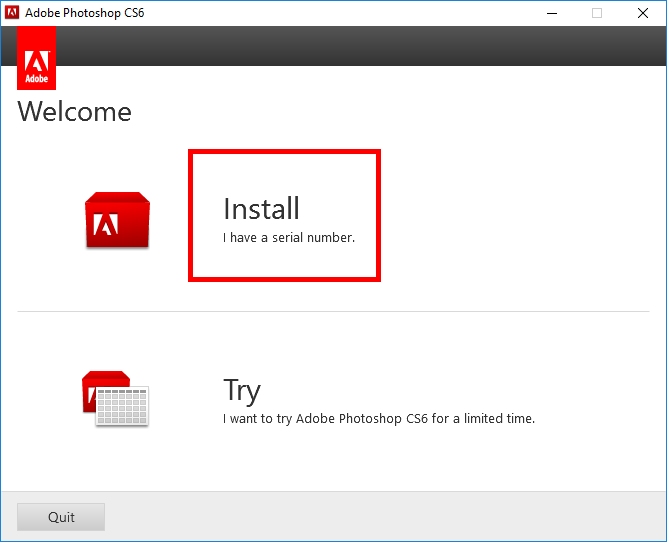 Adobe Photoshop CS6
Adobe
Welcome
Install
I have a serial number.
Try
I want to try Adobe Photoshop CS6 for a limited time.
Quit